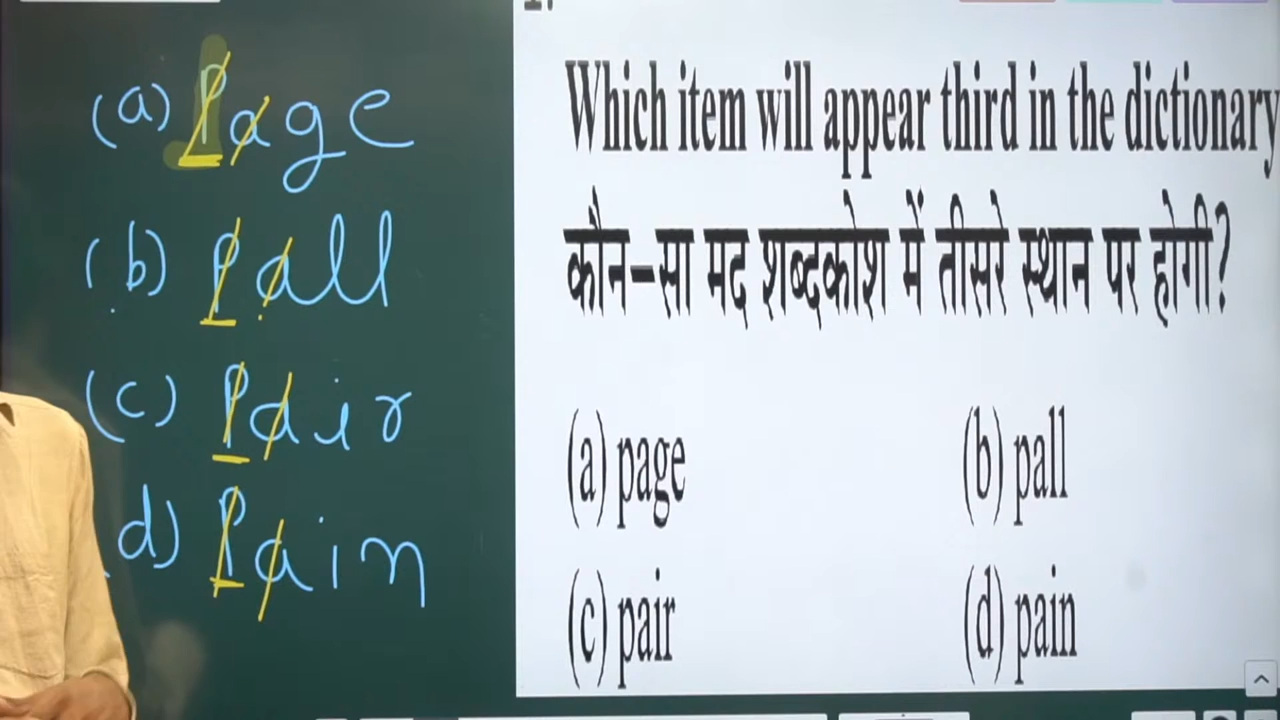 (a) Page
(b) Pall
(c) Pair
d) Pain
Which item will appear third in the dictionary
कौन–सा मद शब्दकोश में तीसरे स्थान पर होगी?
(a) page (b) pall
(c) pair (d) pain